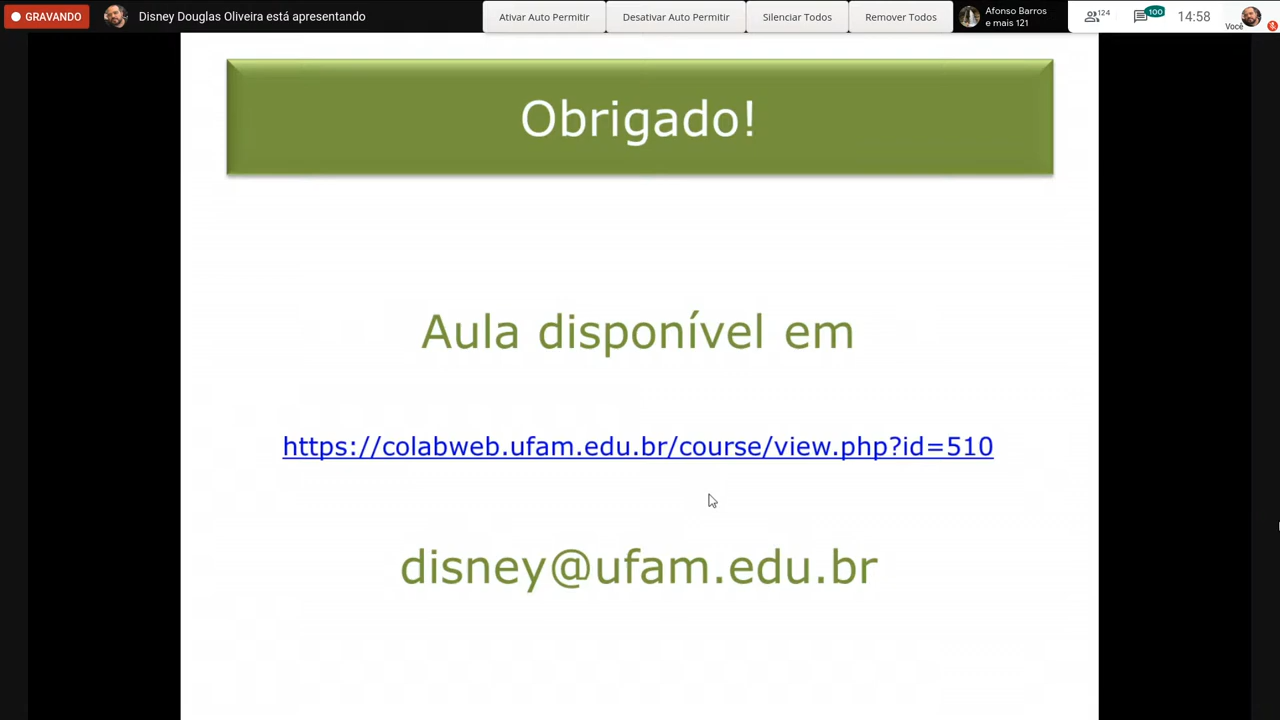 GRAVANDO
Disney Douglas Oliveira está apresentando
Ativar Auto Permitir
Desativar Auto Permitir
Silenciar Todos
Remover Todos
Afonso Barros
e mais 121
124
100
14:58
Você
Obrigado!
Aula disponível em
https://colabweb.ufam.edu.br/course/view.php?id=510
disney@ufam.edu.br